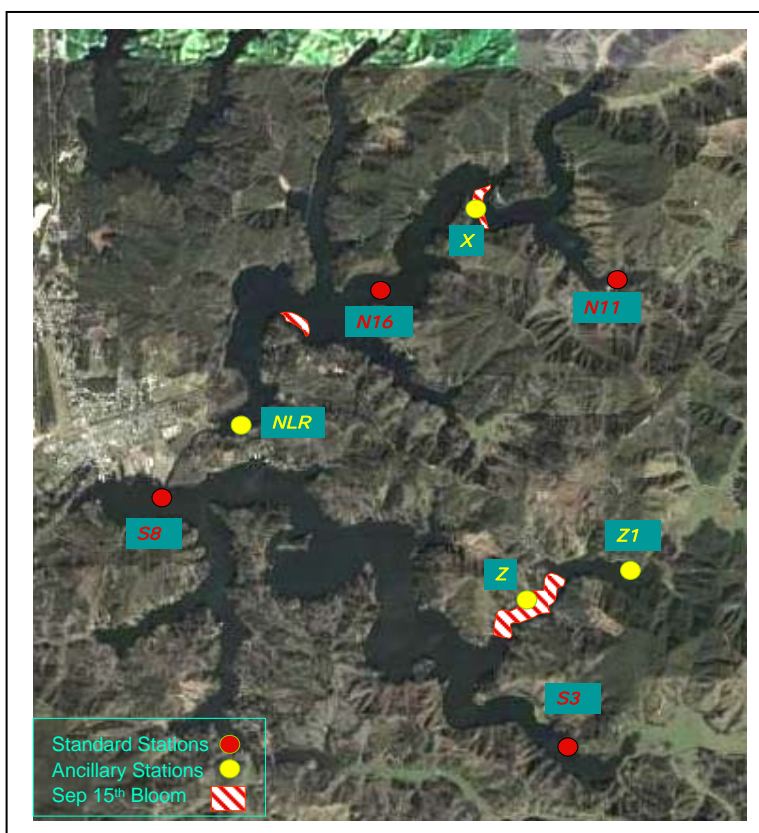 X
N16
N11
NLR
S8
Z1
Z
S3
Standard Stations
Ancillary Stations
Sep 15th Bloom